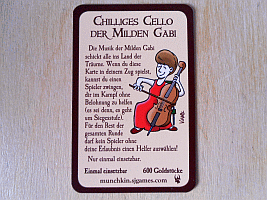 Chilliges Cello
der Milden Gabi
Die Musik der Milden Gabi
schickt alle ins Land der
Träume. Wenn du diese
Karte in deinem Zug spielst,
kannst du einen
Spieler zwingen,
dir im Kampf ohne
Belohnung zu helfen
(es sei denn, es geht
um Siegesstufe).
Für den Rest der
gesamten Runde
darf kein Spieler ohne
deine Erlaubnis einen Helfer auswählen!
Nur einmal einsetzbar.
Einmal einsetzbar 600 Goldstücke
munchkin.sjgames.com